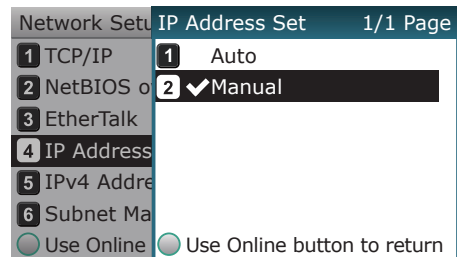 Network Setu
1 TCP/IP
2 NetBIOS o
3 EtherTalk
4 IP Address
5 IPv4 Addre
6 Subnet Ma
Use Online
IP Address Set 1/1 Page
1 Auto
2 ✔Manual
Use Online button to return